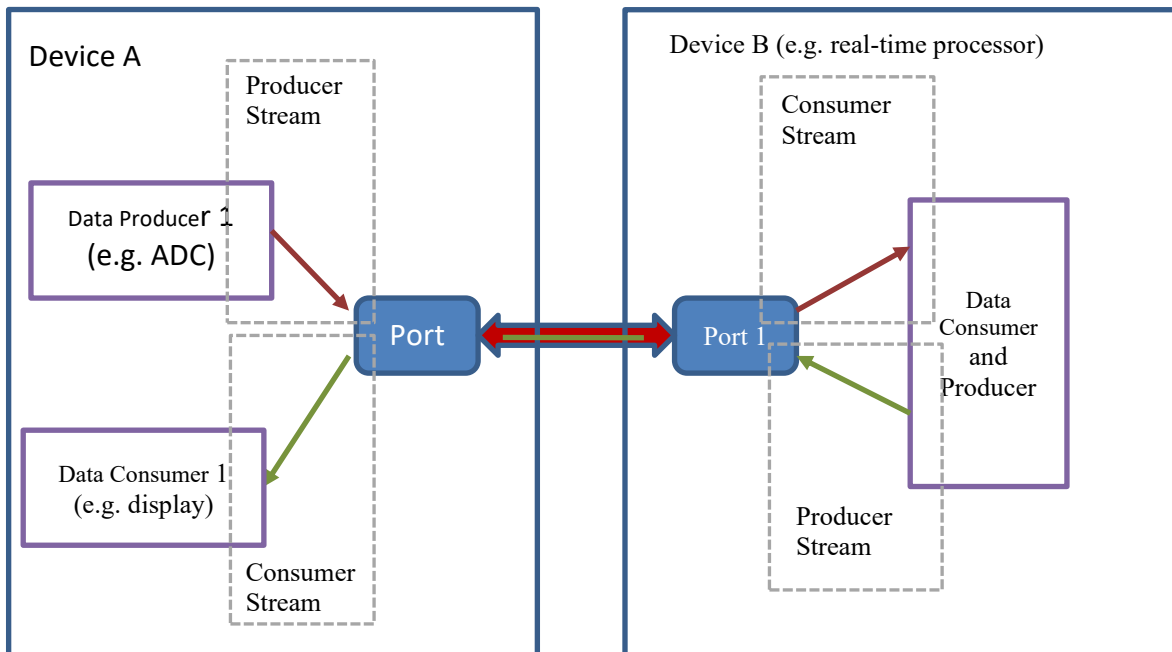 Device A
Producer
Stream
Data Producer 1
(e.g. ADC)
Port
Data Consumer 1
(e.g. display)
Consumer
Stream
Device B (e.g. real-time processor)
Consumer
Stream
Port 1
Data
Consumer
and
Producer
Producer
Stream